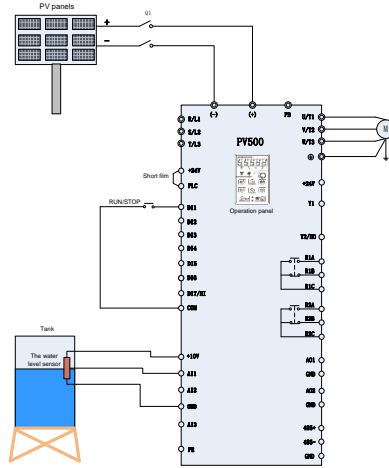 PV panels
Q1
+
−
(-)
(+)
PB
R/L1
S/L2
T/L3
U/T1
V/T2
W/T3
M
PV500
+24V
PLC
Short film
Operation panel
+24V
Y1
Y2/HO
RUN/STOP
DI1
DI2
DI3
DI4
DI5
DI6
DI7/HI
COM
R1A
R1B
R1C
R2A
R2B
R2C
Tank
The water
level sensor
+10V
AI1
AI2
GND
AI3
PE
AO1
GND
AO2
GND
485+
485-
GND